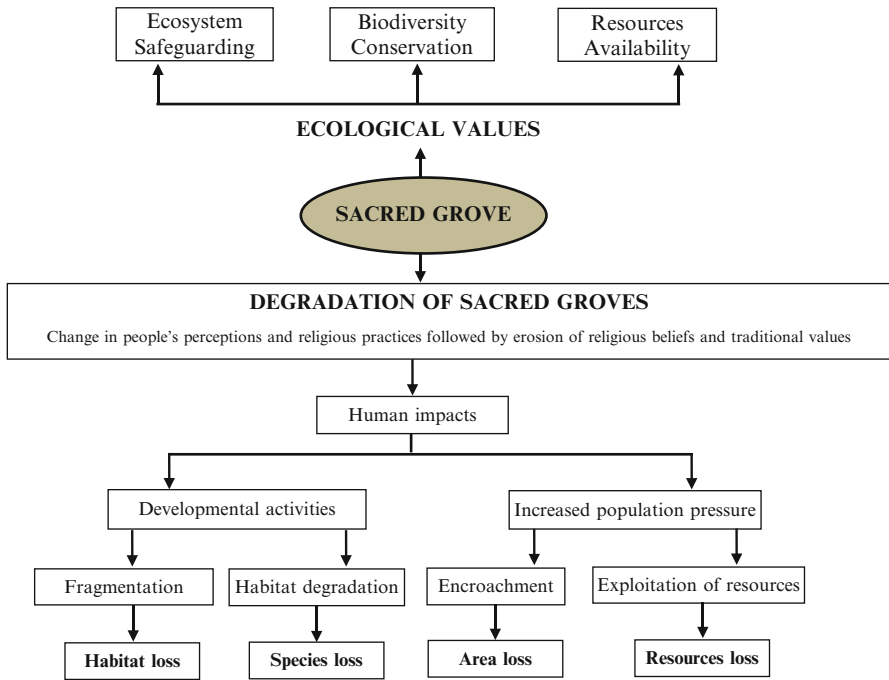 Ecosystem
Safeguarding
Biodiversity
Conservation
Resources
Availability
ECOLOGICAL VALUES
SACRED GROVE
DEGRADATION OF SACRED GROVES
Change in people's perceptions and religious practices followed by erosion of religious beliefs and traditional values
Human impacts
Developmental activities
Increased population pressure
Fragmentation
Habitat degradation
Encroachment
Exploitation of resources
Habitat loss
Species loss
Area loss
Resources loss